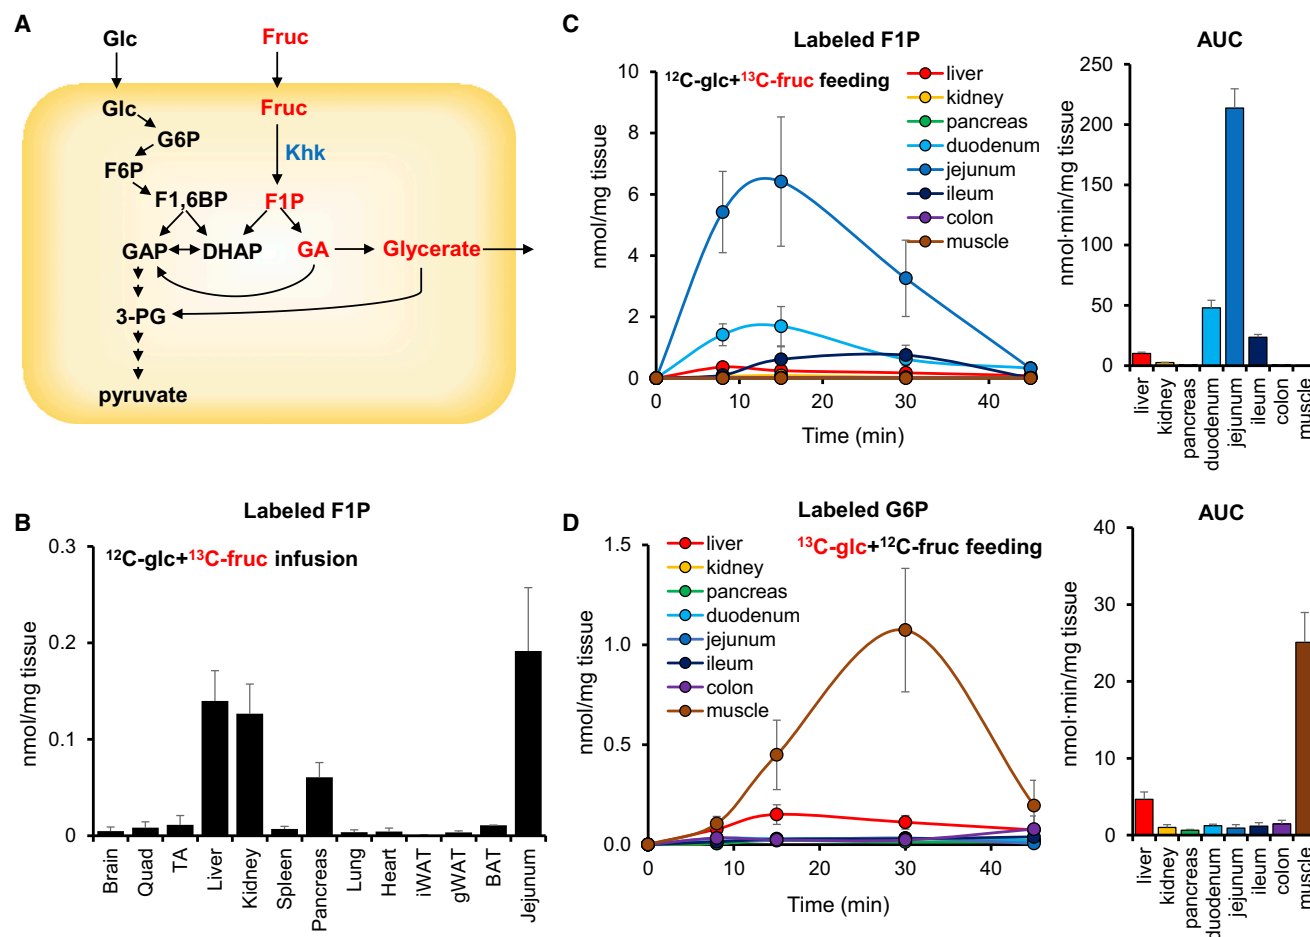 A
Glc
Fruc
Glc
Fruc
G6P
Khk
F6P
F1,6BP
F1P
GAP
DHAP
GA
Glycerate
3-PG
pyruvate
B
Labeled F1P
¹²C-glc+¹³C-fruc infusion
nmol/mg tissue
0.3
0.2
0.1
0
Brain
Quad
TA
Liver
Kidney
Spleen
Pancreas
Lung
Heart
iWAT
gWAT
BAT
Jejunum
C
Labeled F1P
¹²C-glc+¹³C-fruc feeding
liver
kidney
pancreas
duodenum
jejunum
ileum
colon
muscle
nmol/mg tissue
10
8
6
4
2
0
0
10
20
30
40
Time (min)
AUC
nmol·min/mg tissue
250
200
150
100
50
0
liver
kidney
pancreas
duodenum
jejunum
ileum
colon
muscle
D
Labeled G6P
¹³C-glc+¹²C-fruc feeding
liver
kidney
pancreas
duodenum
jejunum
ileum
colon
muscle
nmol/mg tissue
1.5
1.0
0.5
0.0
0
10
20
30
40
Time (min)
AUC
nmol·min/mg tissue
40
30
20
10
0
liver
kidney
pancreas
duodenum
jejunum
ileum
colon
muscle